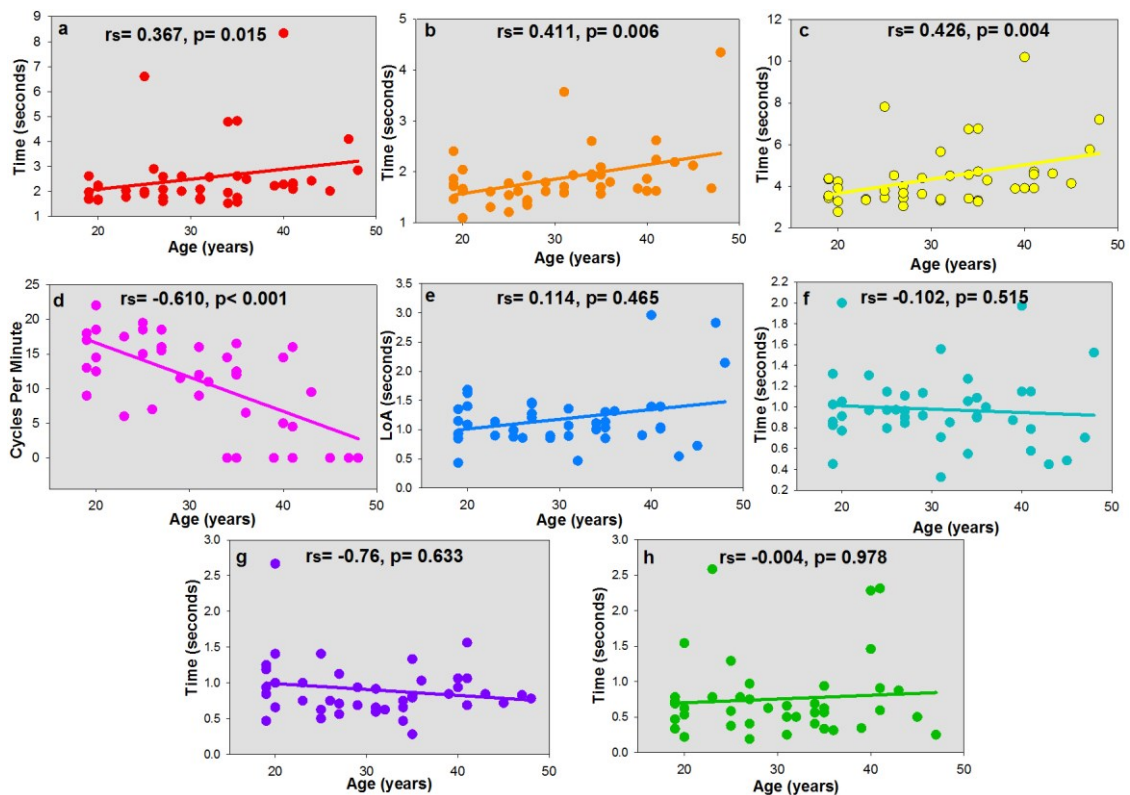 a
rs= 0.367, p= 0.015
Time (seconds)
9
8
7
6
5
4
3
2
1
20 30 40 50
Age (years)
b
rs= 0.411, p= 0.006
Time (seconds)
5
4
3
2
1
20 30 40 50
Age (years)
c
rs= 0.426, p= 0.004
Time (seconds)
12
10
8
6
4
2
20 30 40 50
Age (years)
d
rs= -0.610, p< 0.001
Cycles Per Minute
25
20
15
10
5
0
20 30 40 50
Age (years)
e
rs= 0.114, p= 0.465
LoA (seconds)
3.5
3.0
2.5
2.0
1.5
1.0
0.5
0.0
20 30 40 50
Age (years)
f
rs= -0.102, p= 0.515
Time (seconds)
2.2
2.0
1.8
1.6
1.4
1.2
1.0
0.8
0.6
0.4
0.2
20 30 40 50
Age (years)
g
rs= -0.76, p= 0.633
Time (seconds)
3.0
2.5
2.0
1.5
1.0
0.5
0.0
20 30 40 50
Age (years)
h
rs= -0.004, p= 0.978
Time (seconds)
3.0
2.5
2.0
1.5
1.0
0.5
0.0
20 30 40 50
Age (years)